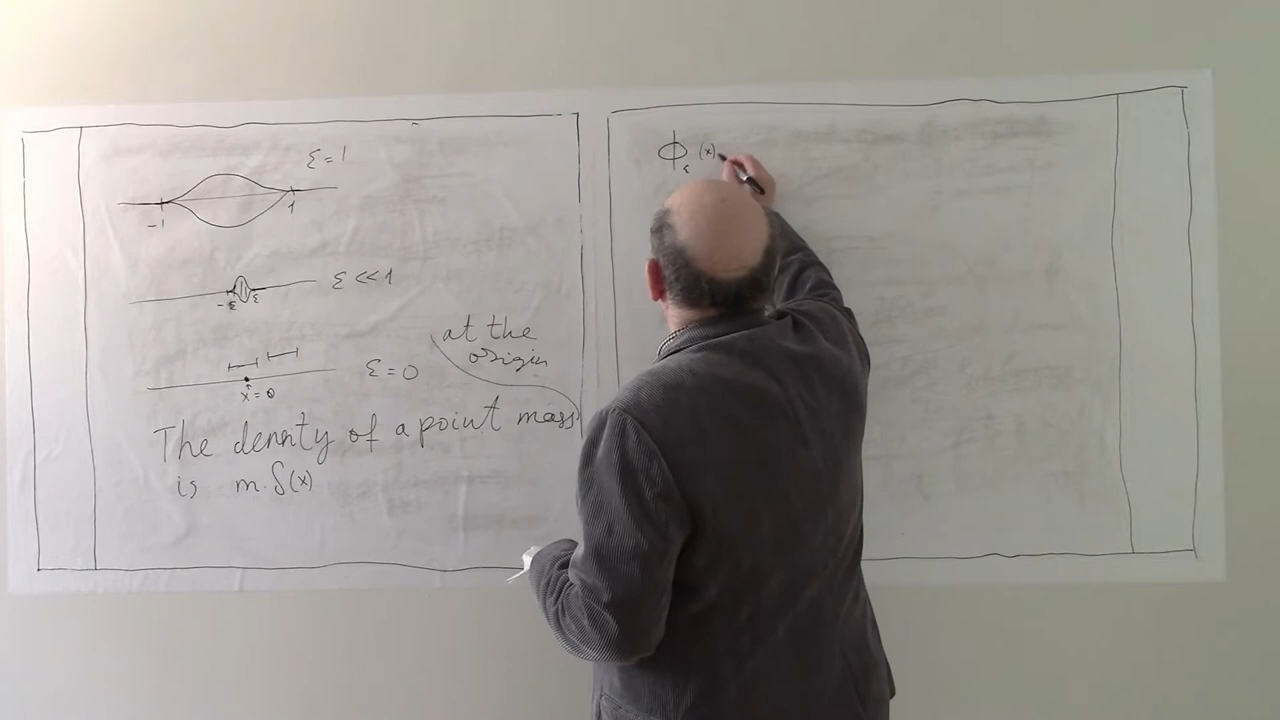 ε = 1
-1
1
ε << 1
-ε
ε
at the
origin
ε = 0
x = 0
The density of a point mass
is m.δ(x)
ϕε (x)